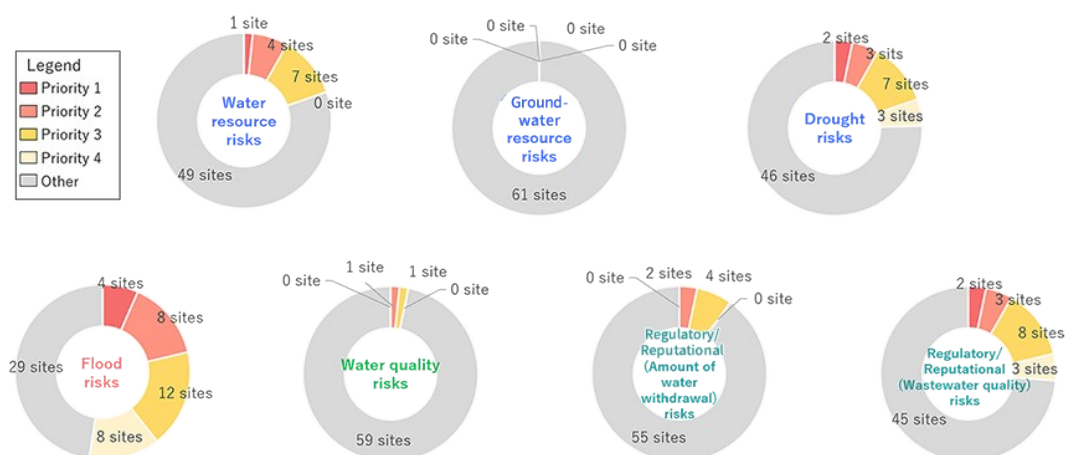 Legend
Priority 1
Priority 2
Priority 3
Priority 4
Other
1 site
4 sites
7 sites
0 site
49 sites
Water
resource
risks
0 site
0 site
0 site
0 site
61 sites
Ground-
water
resource
risks
2 sites
3 sits
7 sites
3 sites
46 sites
Drought
risks
4 sites
8 sites
12 sites
8 sites
29 sites
Flood
risks
0 site
1 site
1 site
0 site
59 sites
Water quality
risks
0 site
2 sites
4 sites
0 site
55 sites
Regulatory/
Reputational
(Amount of
water
withdrawal)
risks
2 sites
3 sites
8 sites
3 sites
45 sites
Regulatory/
Reputational
(Wastewater quality)
risks